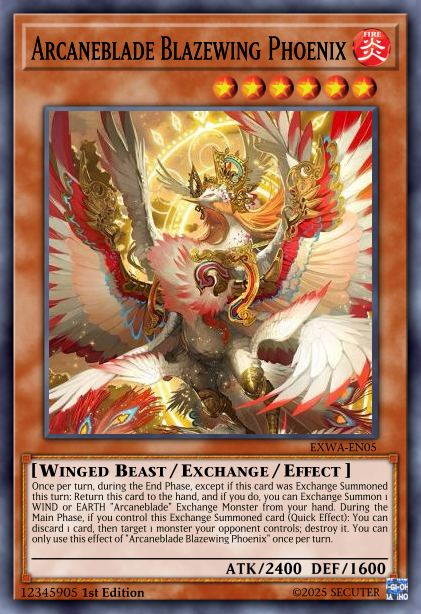 ARCANEBLADE BLAZEWING PHOENIX
FIRE
炎
EXWA-EN05
[WINGED BEAST / EXCHANGE / EFFECT ]
Once per turn, during the End Phase, except if this card was Exchange Summoned
this turn: Return this card to the hand, and if you do, you can Exchange Summon 1
WIND or EARTH "Arcaneblade" Exchange Monster from your hand. During
the Main Phase, if you control this Exchange Summoned card (Quick Effect): You can
discard 1 card, then target 1 monster your opponent controls; destroy it. You can
only use this effect of "Arcaneblade Blazewing Phoenix" once per turn.
ATK/2400 DEF/1600
12345905 1st Edition
©2025 SECUTER